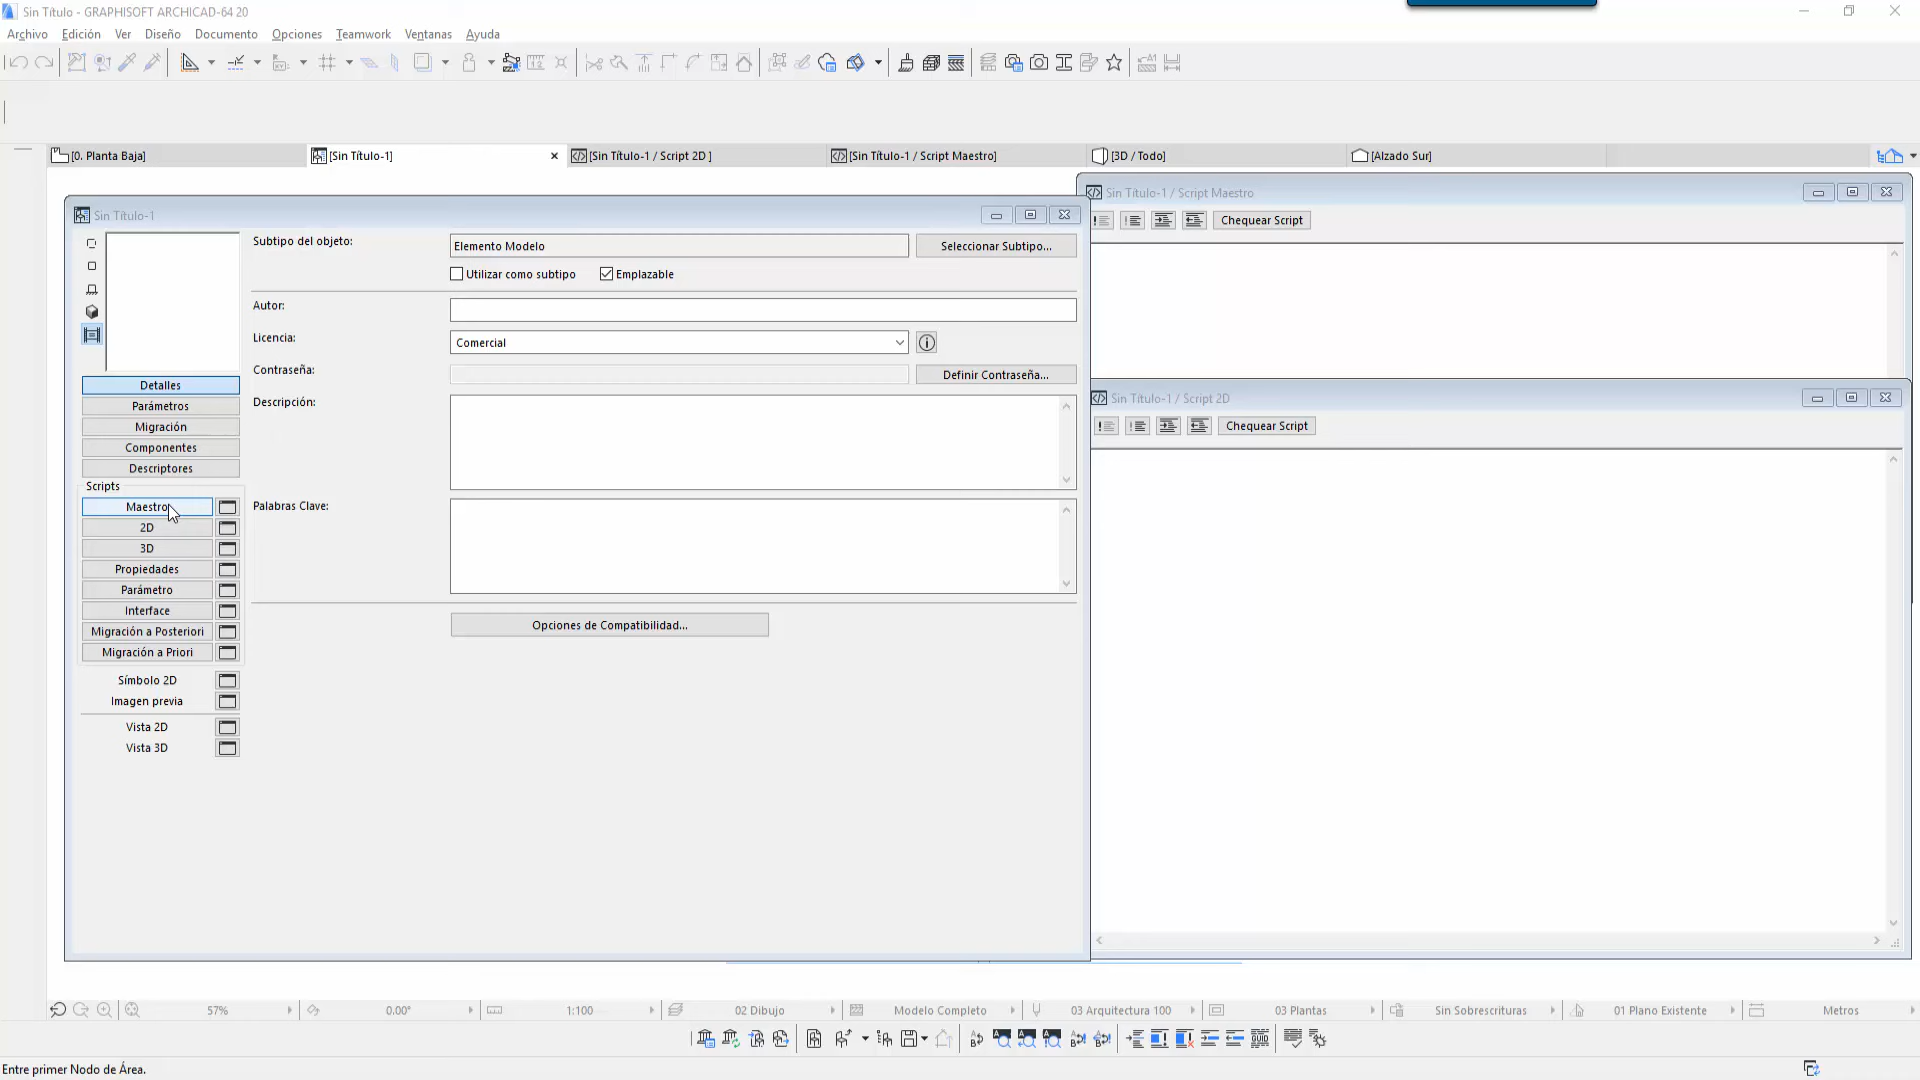 Sin Título - GRAPHISOFT ARCHICAD-64 20
Archivo Edición Ver Diseño Documento Opciones Teamwork Ventanas Ayuda
[0. Planta Baja] [Sin Título-1] [Sin Título-1 / Script 2D ] [Sin Título-1 / Script Maestro] [3D / Todo] [Alzado Sur]
Sin Título-1 / Script Maestro
Chequear Script
Sin Título-1
Subtipo del objeto: Elemento Modelo Seleccionar Subtipo...
Utilizar como subtipo Emplazable
Autor:
Licencia: Comercial
Contraseña: Definir Contraseña...
Descripción:
Palabras Clave:
Opciones de Compatibilidad...
Detalles
Parámetros
Migración
Componentes
Descriptores
Scripts
Maestro
2D
3D
Propiedades
Parámetro
Interface
Migración a Posteriori
Migración a Priori
Símbolo 2D
Imagen previa
Vista 2D
Vista 3D
Sin Título-1 / Script 2D
Chequear Script
57% 0.00° 1:100 02 Dibujo Modelo Completo 03 Arquitectura 100 03 Plantas Sin Sobrescrituras 01 Plano Existente Metros
Entre primer Nodo de Área.